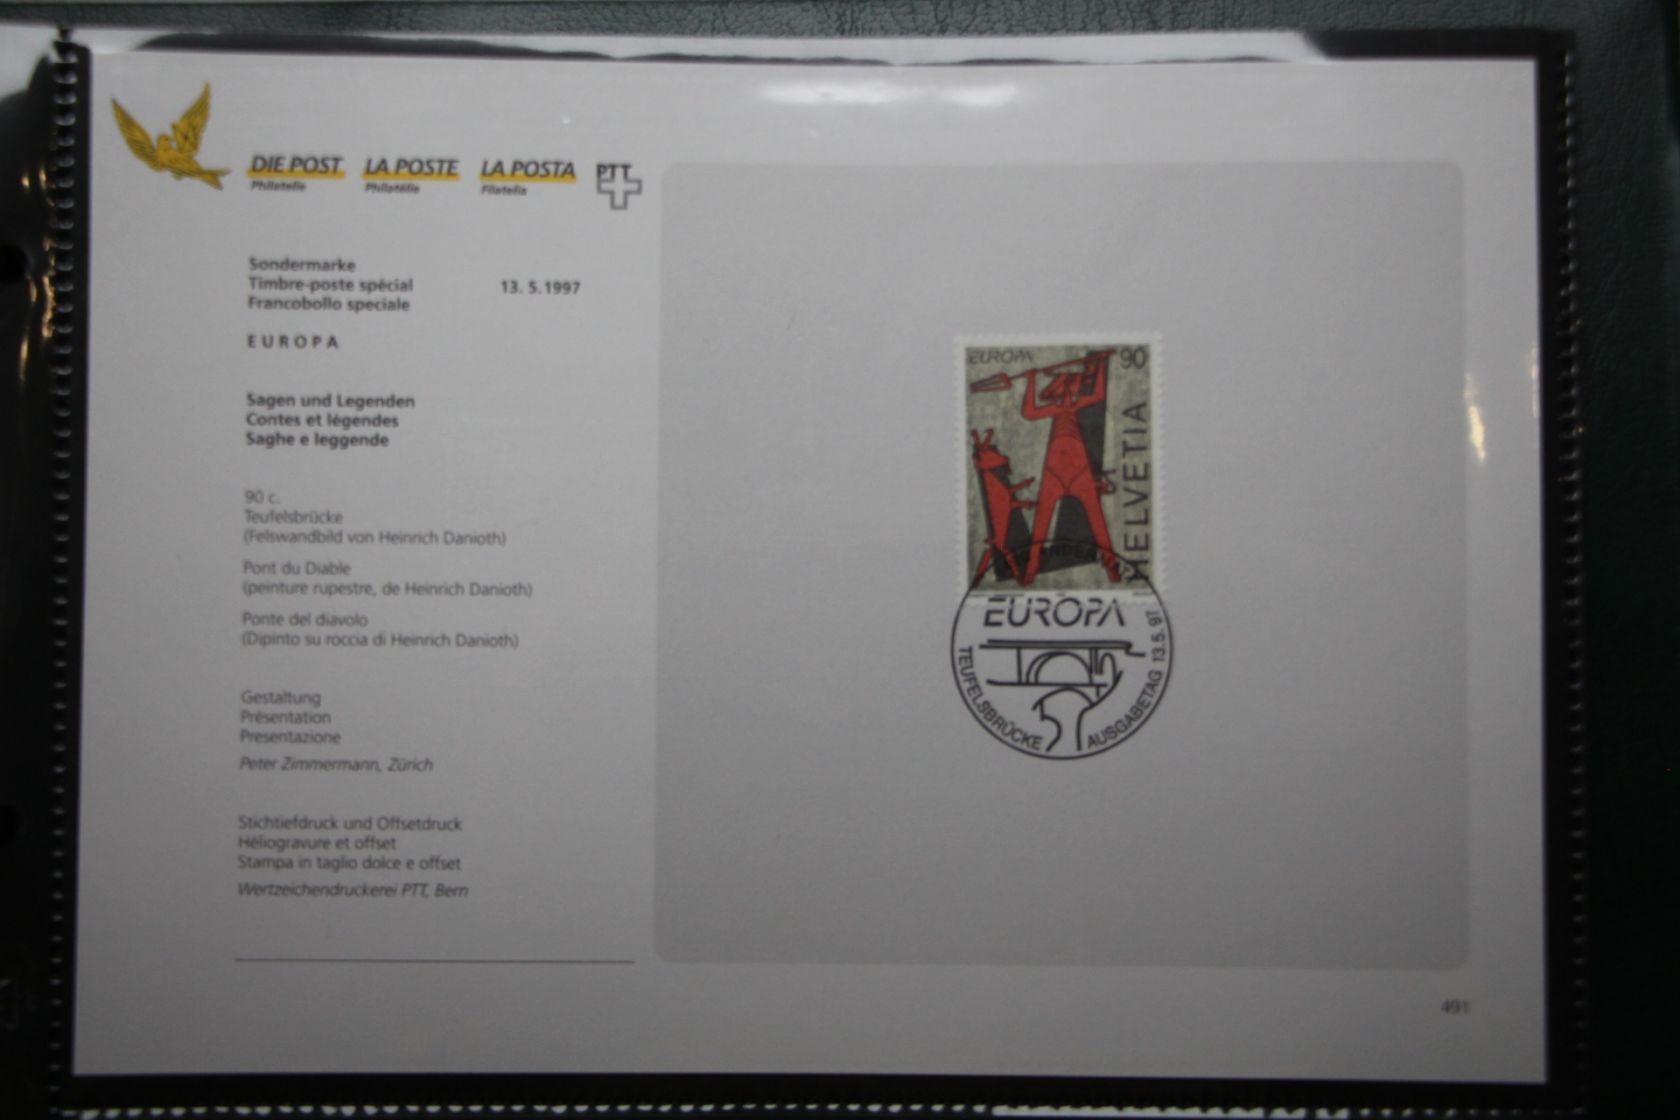 DIE POST LA POSTE LA POSTA PTT
Philatelie Philatélie Filatelia
Sondermarke
Timbre-poste spécial 13. 5. 1997
Francobollo speciale
EUROPA
Sagen und Legenden
Contes et légendes
Saghe e leggende
90 c.
Teufelsbrücke
(Felswandbild von Heinrich Danioth)
Pont du Diable
(peinture rupestre, de Heinrich Danioth)
Ponte del diavolo
(Dipinto su roccia di Heinrich Danioth)
Gestaltung
Présentation
Presentazione
Peter Zimmermann, Zürich
Stichtiefdruck und Offsetdruck
Héliogravure et offset
Stampa in taglio dolce e offset
Wertzeichendruckerei PTT, Bern
EUROPA 90
HELVETIA
EUROPA
TEUFELSBRÜCKE AUSGABETAG 13.5.97
491